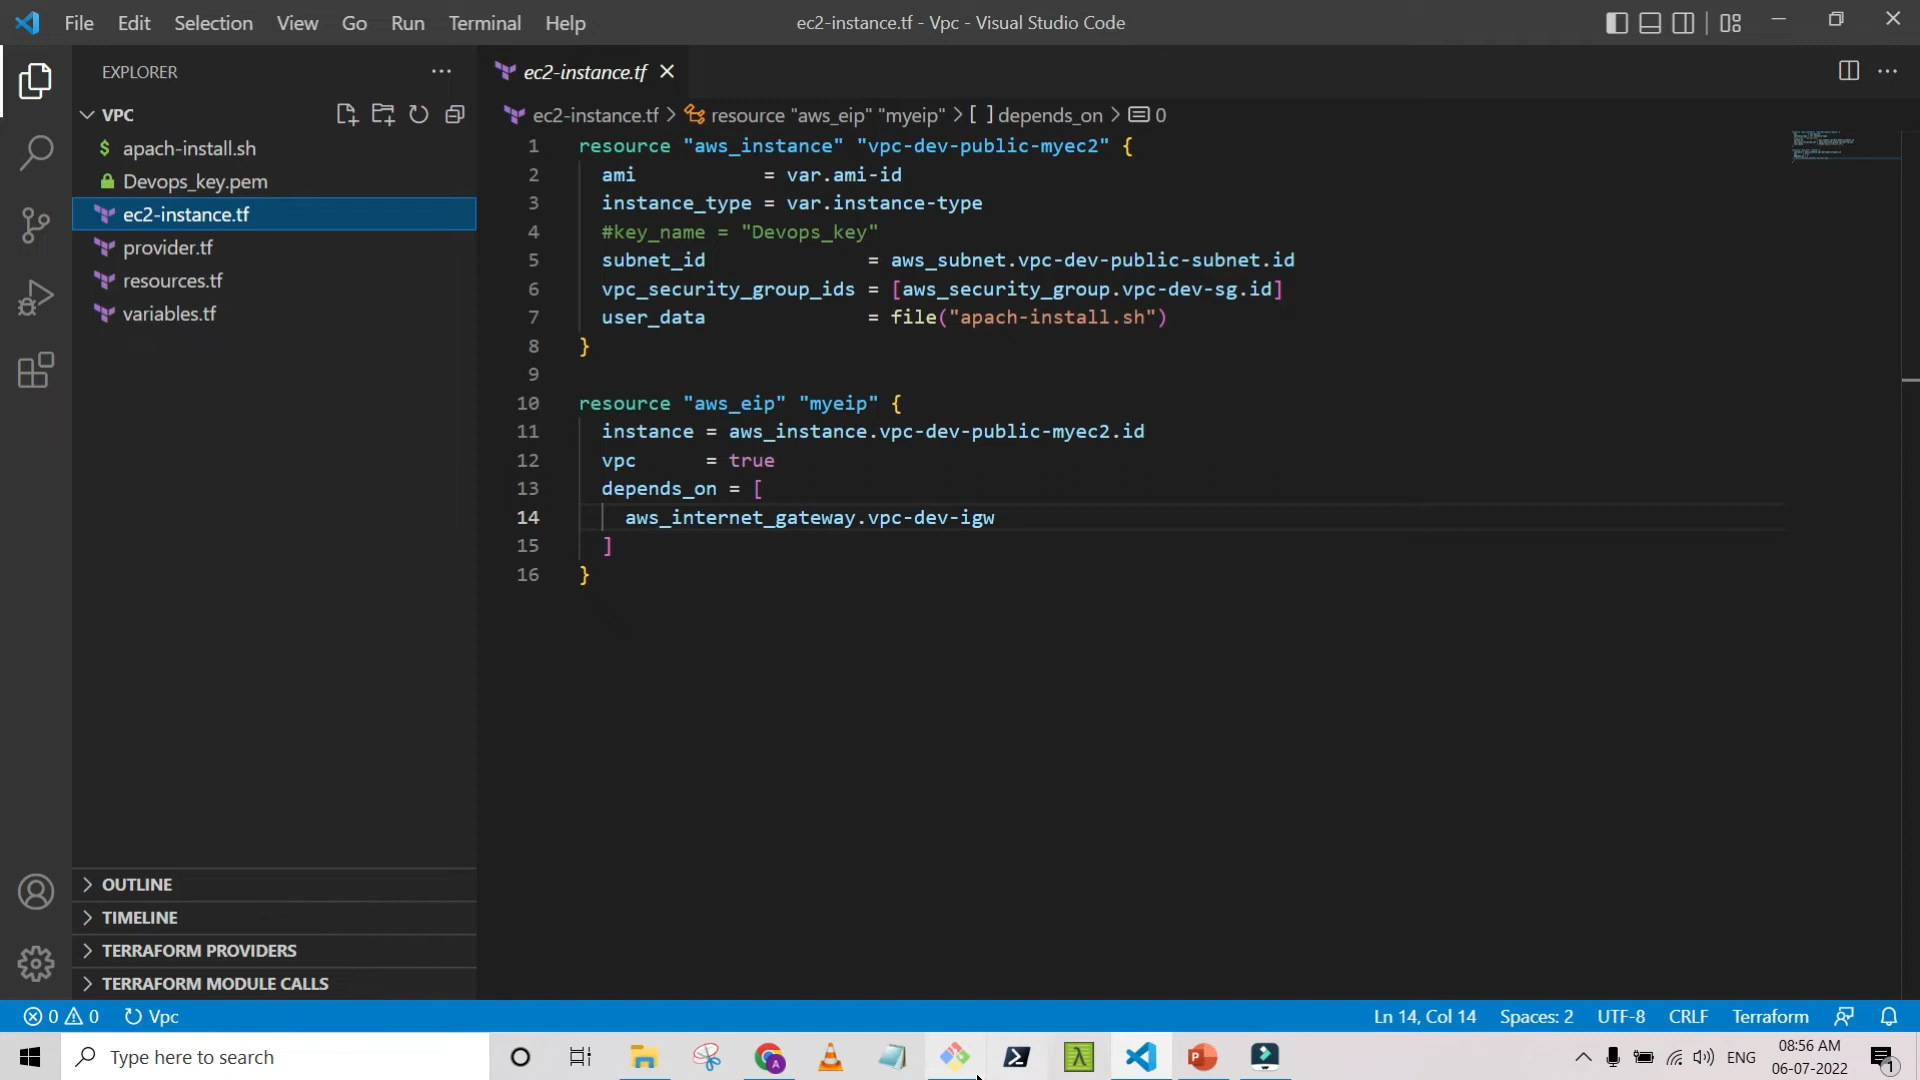 File Edit Selection View Go Run Terminal Help
ec2-instance.tf - Vpc - Visual Studio Code
EXPLORER
VPC
$ apach-install.sh
Devops_key.pem
ec2-instance.tf
provider.tf
resources.tf
variables.tf
OUTLINE
TIMELINE
TERRAFORM PROVIDERS
TERRAFORM MODULE CALLS
ec2-instance.tf
ec2-instance.tf > resource "aws_eip" "myeip" > [ ] depends_on > 0
1 resource "aws_instance" "vpc-dev-public-myec2" {
2 ami = var.ami-id
3 instance_type = var.instance-type
4 #key_name = "Devops_key"
5 subnet_id = aws_subnet.vpc-dev-public-subnet.id
6 vpc_security_group_ids = [aws_security_group.vpc-dev-sg.id]
7 user_data = file("apach-install.sh")
8 }
9
10 resource "aws_eip" "myeip" {
11 instance = aws_instance.vpc-dev-public-myec2.id
12 vpc = true
13 depends_on = [
14 aws_internet_gateway.vpc-dev-igw
15 ]
16 }
0 0 Vpc
Ln 14, Col 14 Spaces: 2 UTF-8 CRLF Terraform
Type here to search
A
P
ENG
08:56 AM
06-07-2022
1